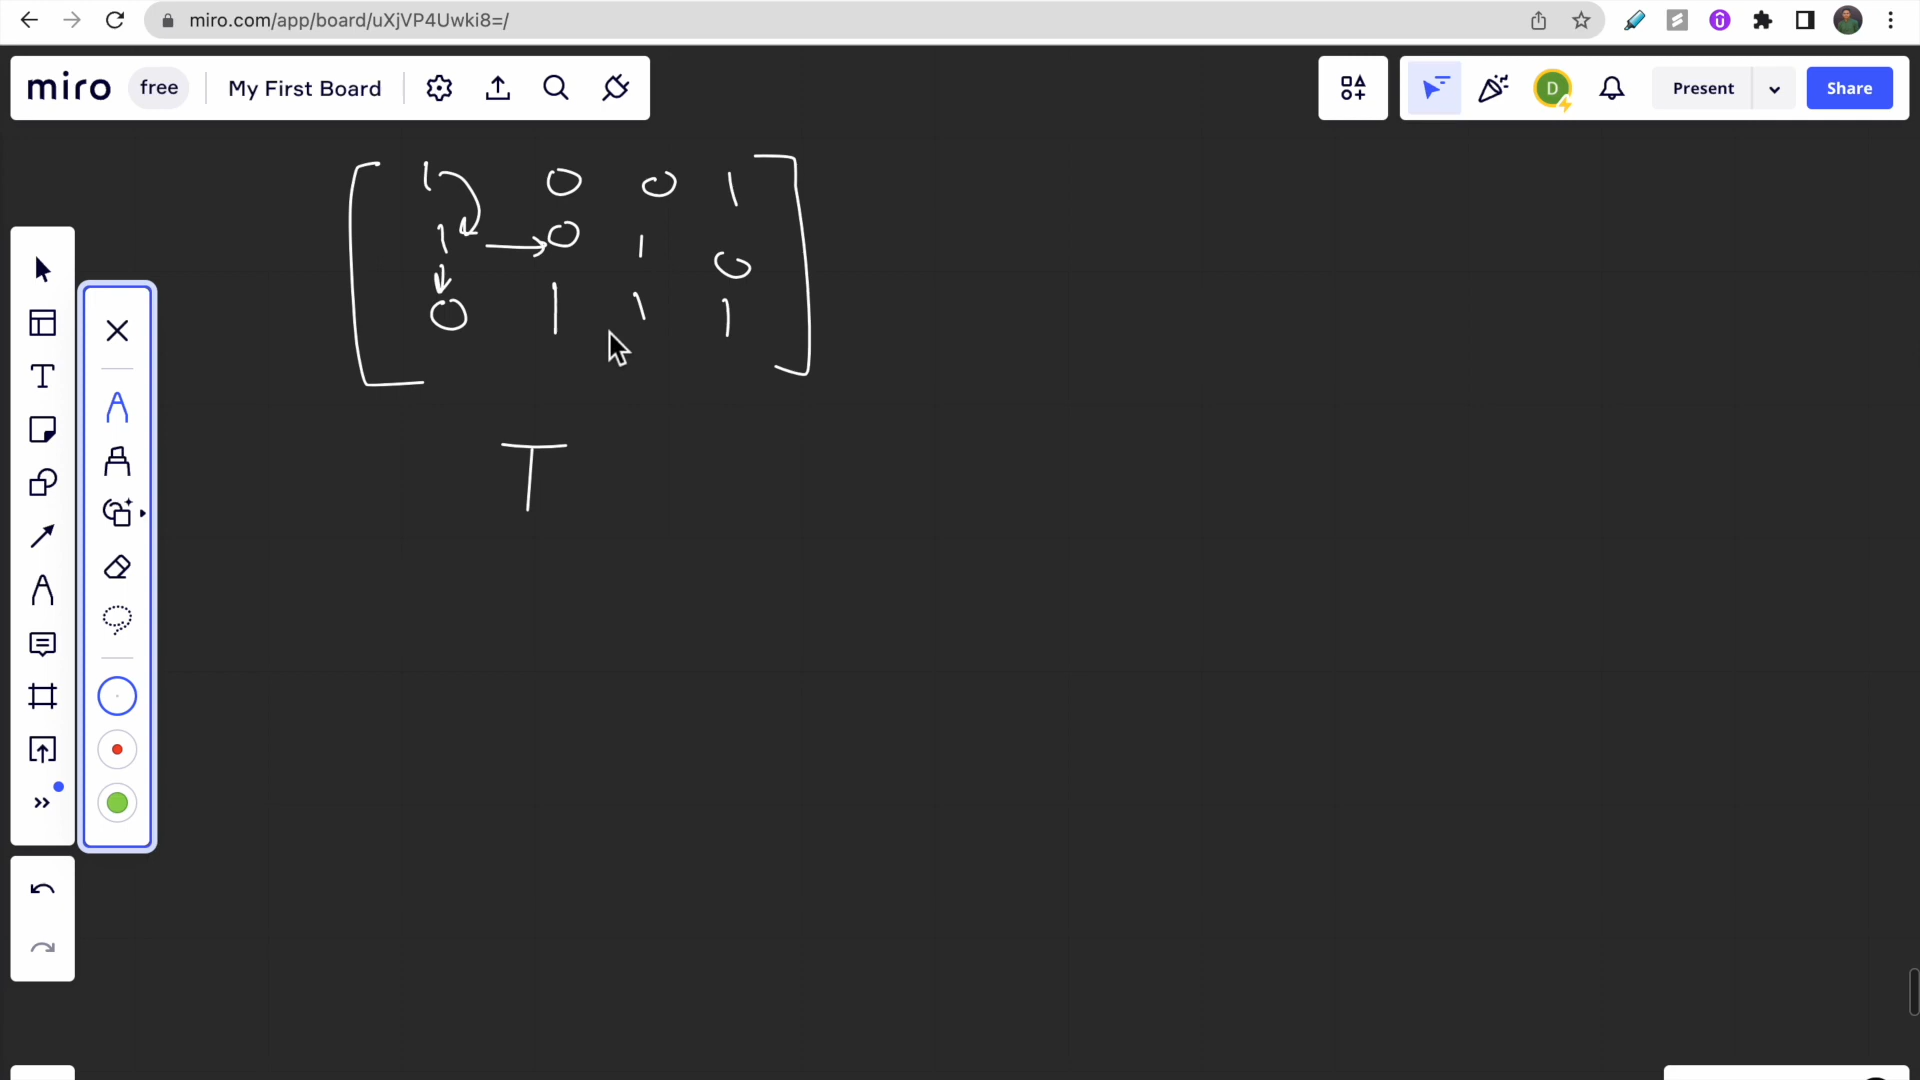 miro.com/app/board/uXjVP4Uwki8=/
miro free My First Board
D Present Share
1 0 0 1
1 0 1 0
0 1 1 1
T